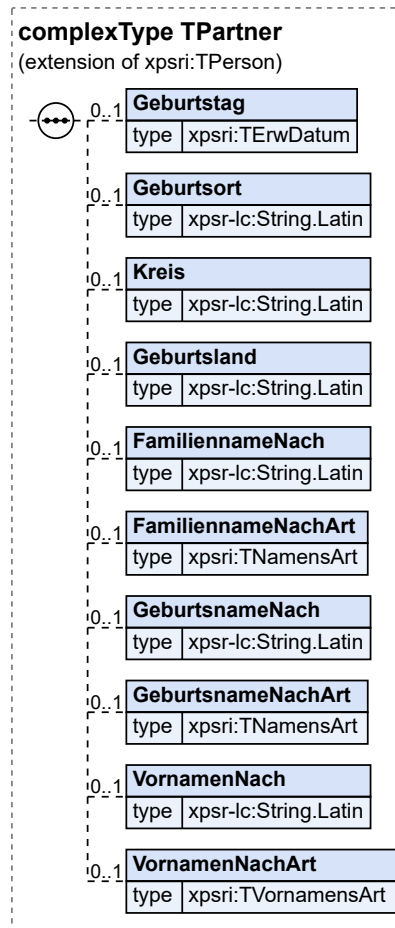 complexType TPartner
(extension of xpsri:TPerson)
0..1 Geburtstag
type xpsri:TErwDatum
0..1 Geburtsort
type xpsr-lc:String.Latin
0..1 Kreis
type xpsr-lc:String.Latin
0..1 Geburtsland
type xpsr-lc:String.Latin
0..1 FamiliennameNach
type xpsr-lc:String.Latin
0..1 FamiliennameNachArt
type xpsri:TNamensArt
0..1 GeburtsnameNach
type xpsr-lc:String.Latin
0..1 GeburtsnameNachArt
type xpsri:TNamensArt
0..1 VornamenNach
type xpsr-lc:String.Latin
0..1 VornamenNachArt
type xpsri:TVornamensArt